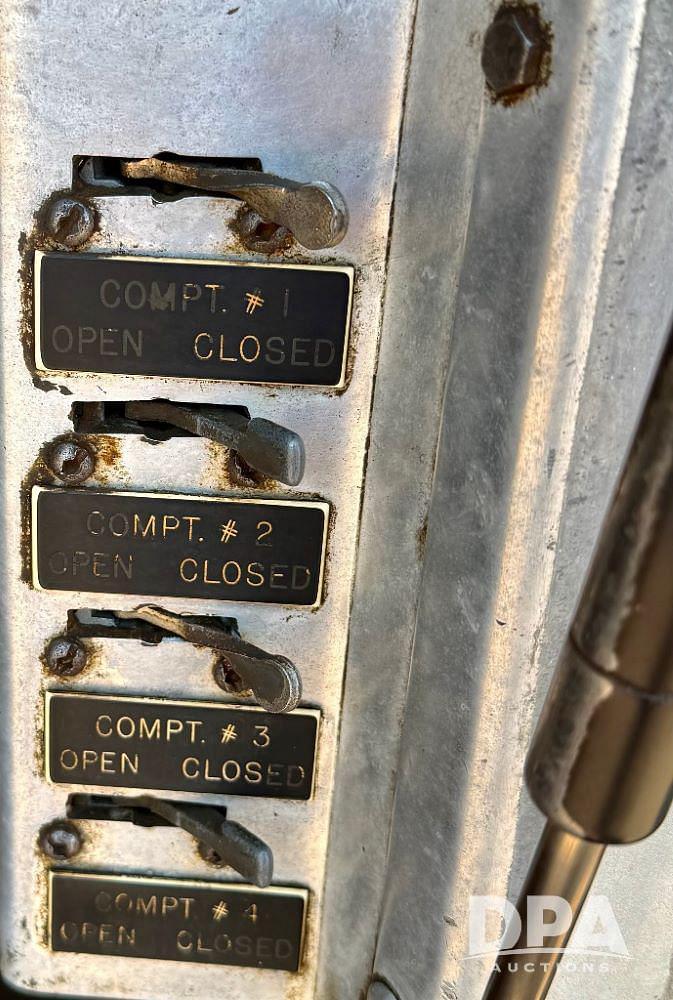 COMPT. # 1
OPEN CLOSED
COMPT. # 2
OPEN CLOSED
COMPT. # 3
OPEN CLOSED
COMPT. # 4
OPEN CLOSED
DPA
AUCTIONS